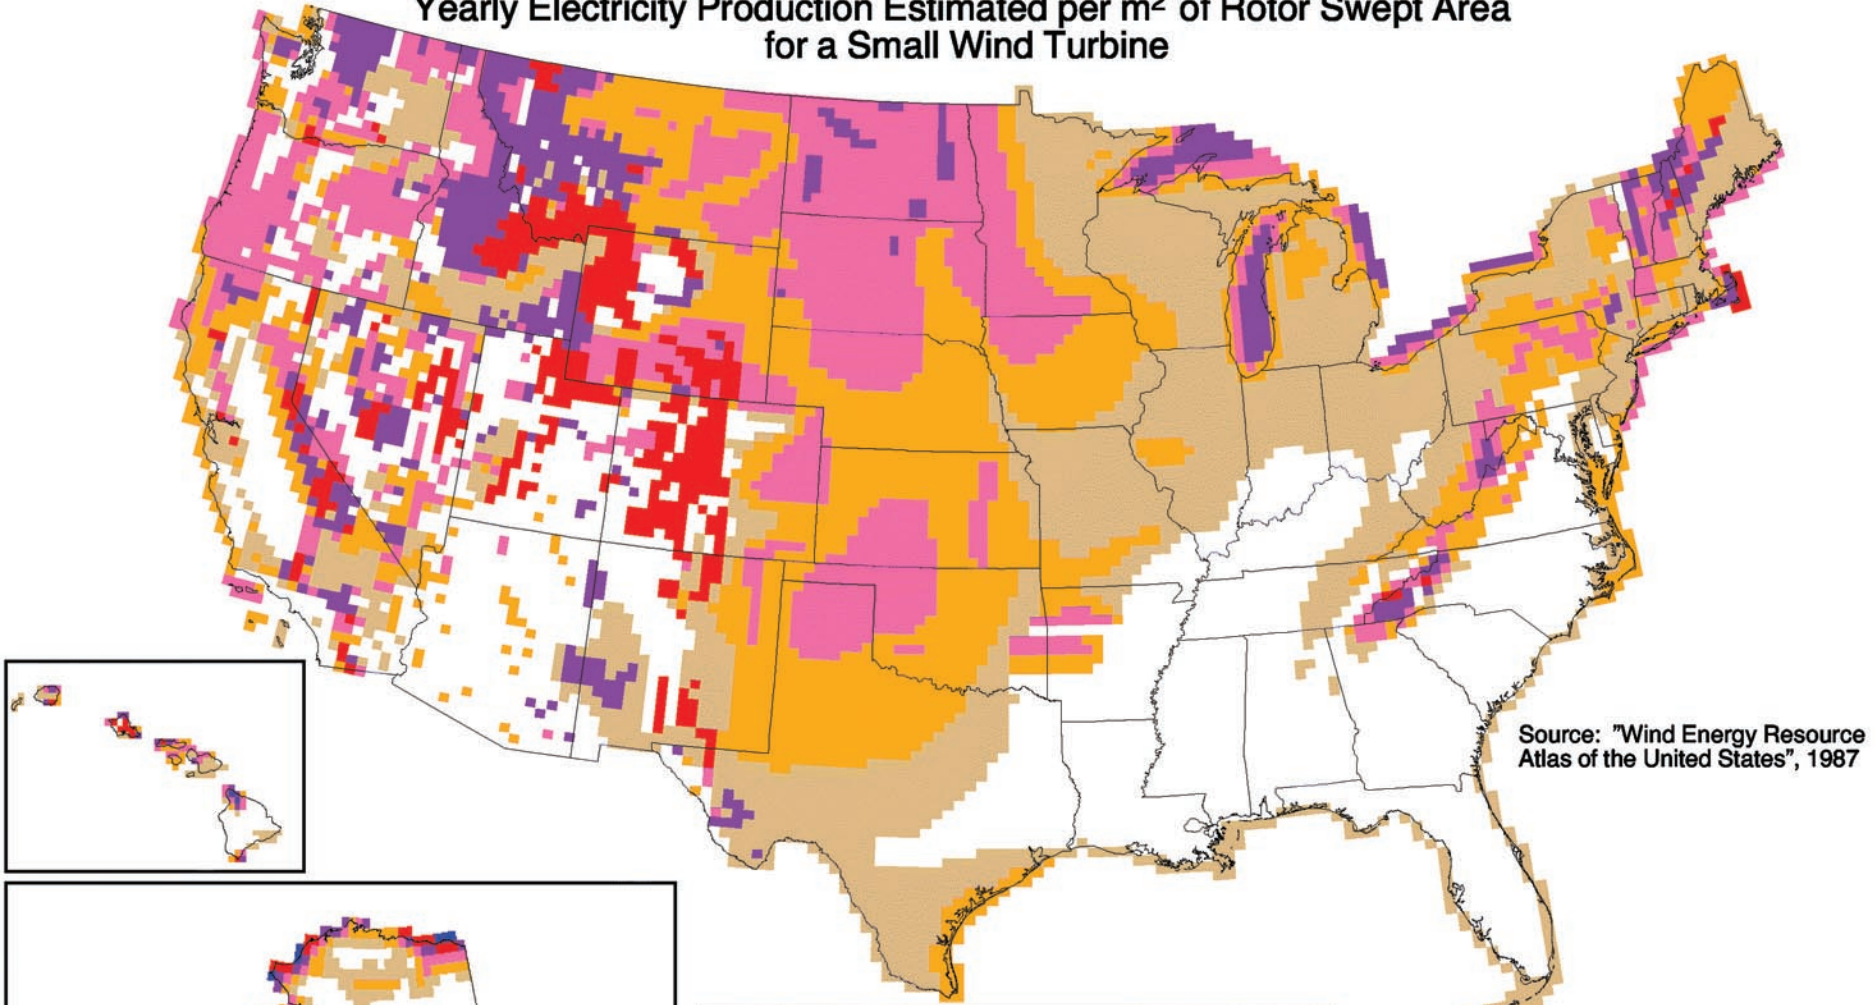 Yearly Electricity Production Estimated per m² of Rotor Swept Area
for a Small Wind Turbine
Source: "Wind Energy Resource
Atlas of the United States", 1987